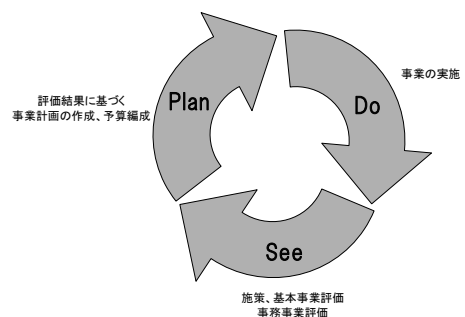 評価結果に基づく
事業計画の作成、予算編成
Plan
事業の実施
Do
See
施策、基本事業評価
事務事業評価